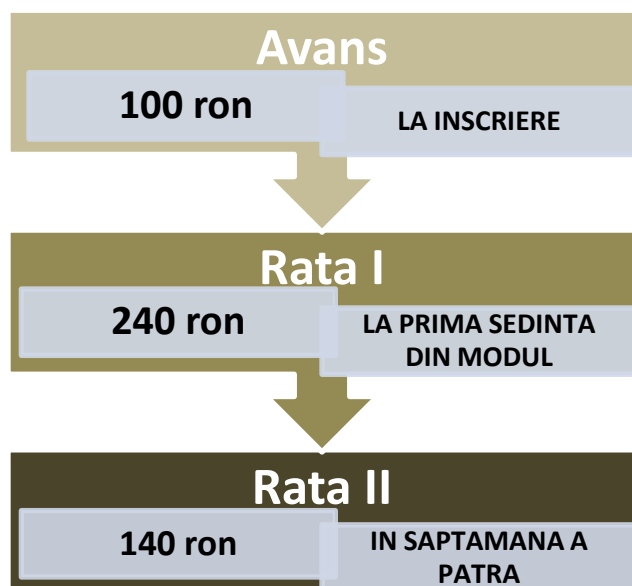 Avans
100 ron
LA INSCRIERE
Rata I
240 ron
LA PRIMA SEDINTA
DIN MODUL
Rata II
140 ron
IN SAPTAMANA A
PATRA